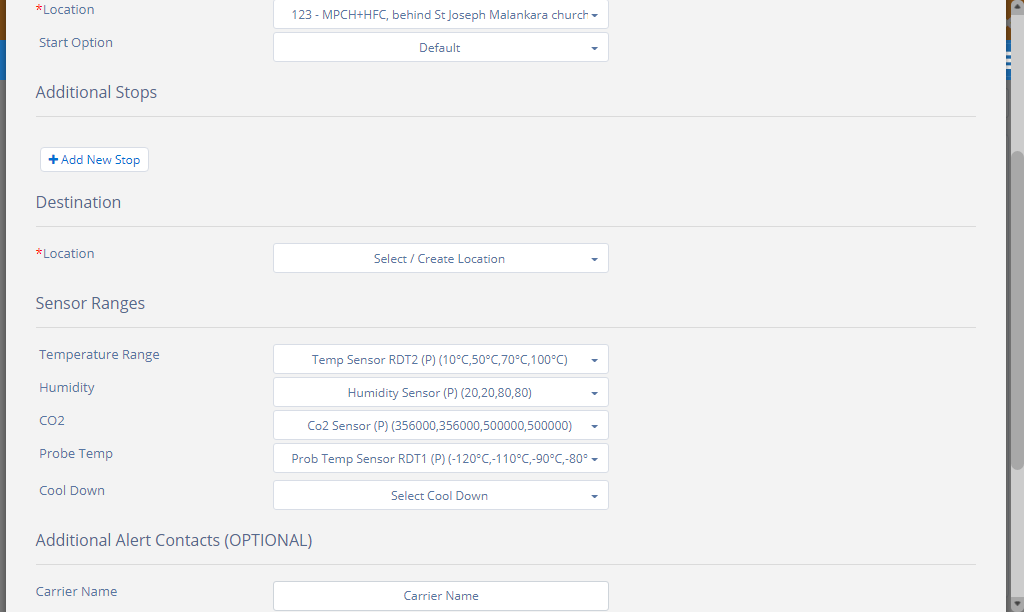 *Location
123 - MPCH+HFC, behind St Joseph Malankara church
Start Option
Default
Additional Stops
Add New Stop
Destination
*Location
Select / Create Location
Sensor Ranges
Temperature Range
Temp Sensor RDT2 (P) (10°C,50°C,70°C,100°C)
Humidity
Humidity Sensor (P) (20,20,80,80)
CO2
Co2 Sensor (P) (356000,356000,500000,500000)
Probe Temp
Prob Temp Sensor RDT1 (P) (-120°C,-110°C,-90°C,-80°
Cool Down
Select Cool Down
Additional Alert Contacts (OPTIONAL)
Carrier Name
Carrier Name